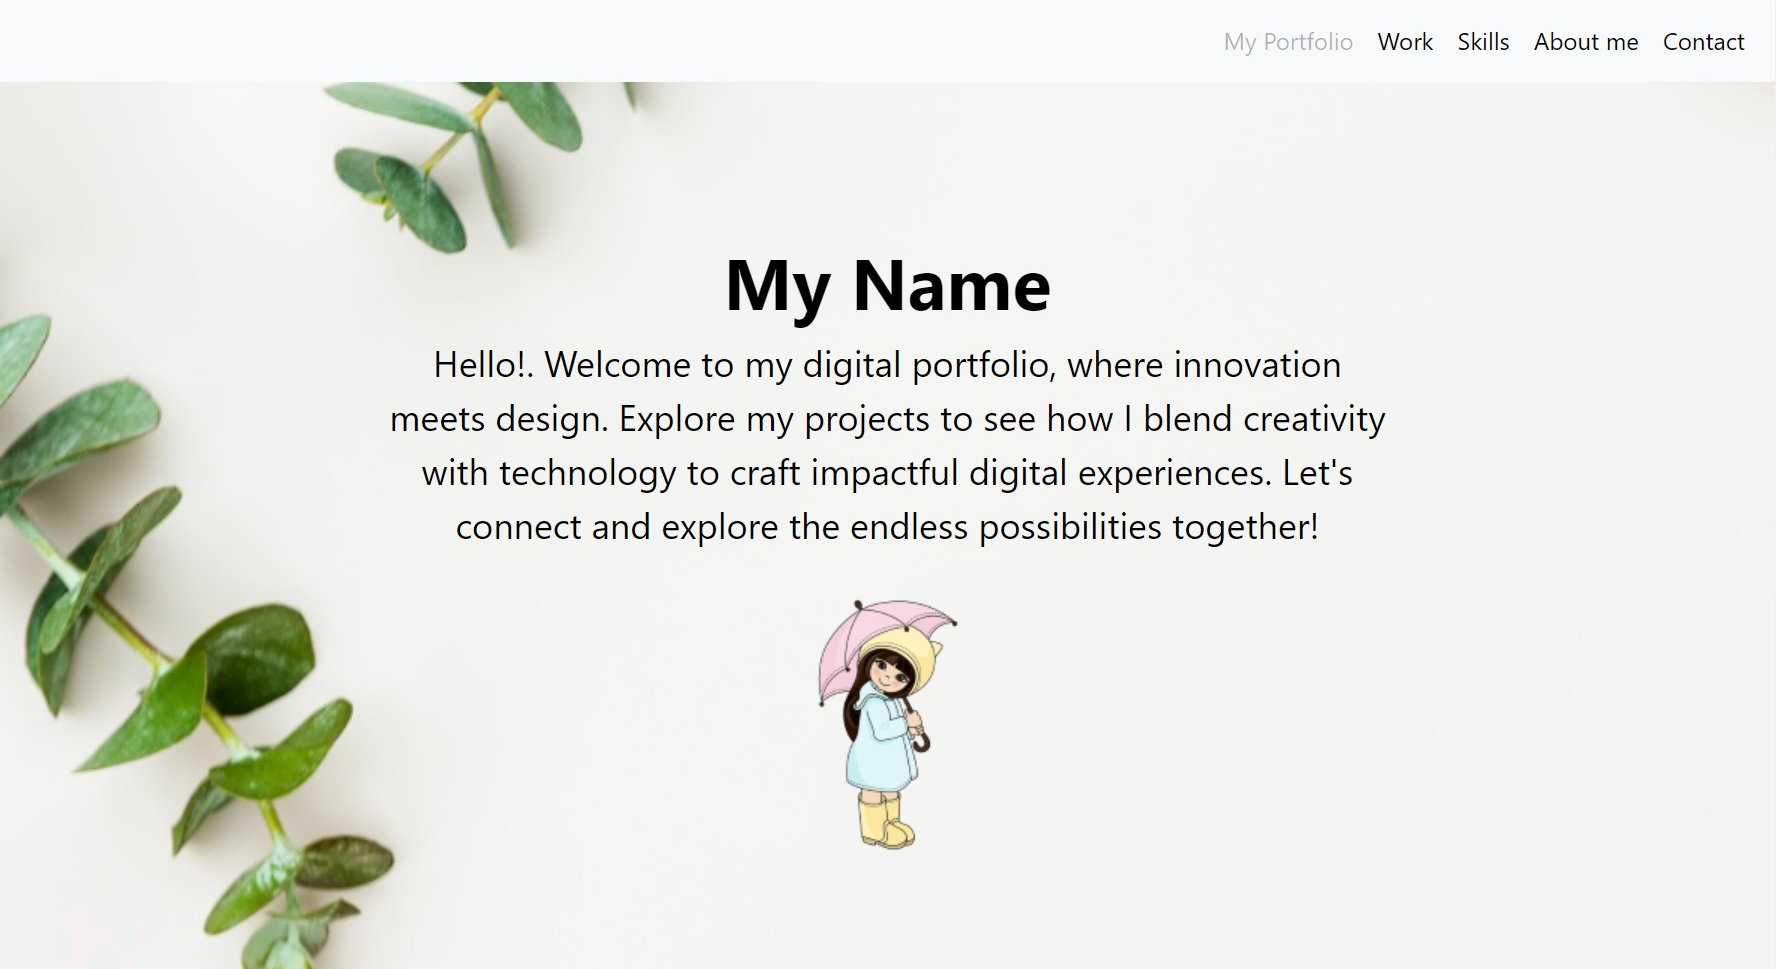 My Portfolio Work Skills About me Contact
My Name
Hello!. Welcome to my digital portfolio, where innovation
meets design. Explore my projects to see how I blend creativity
with technology to craft impactful digital experiences. Let's
connect and explore the endless possibilities together!